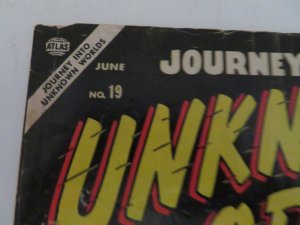 ATLAS
JOURNEY INTO
UNKNOWN WORLDS
JUNE
NO. 19
JOURNEY
UNKN